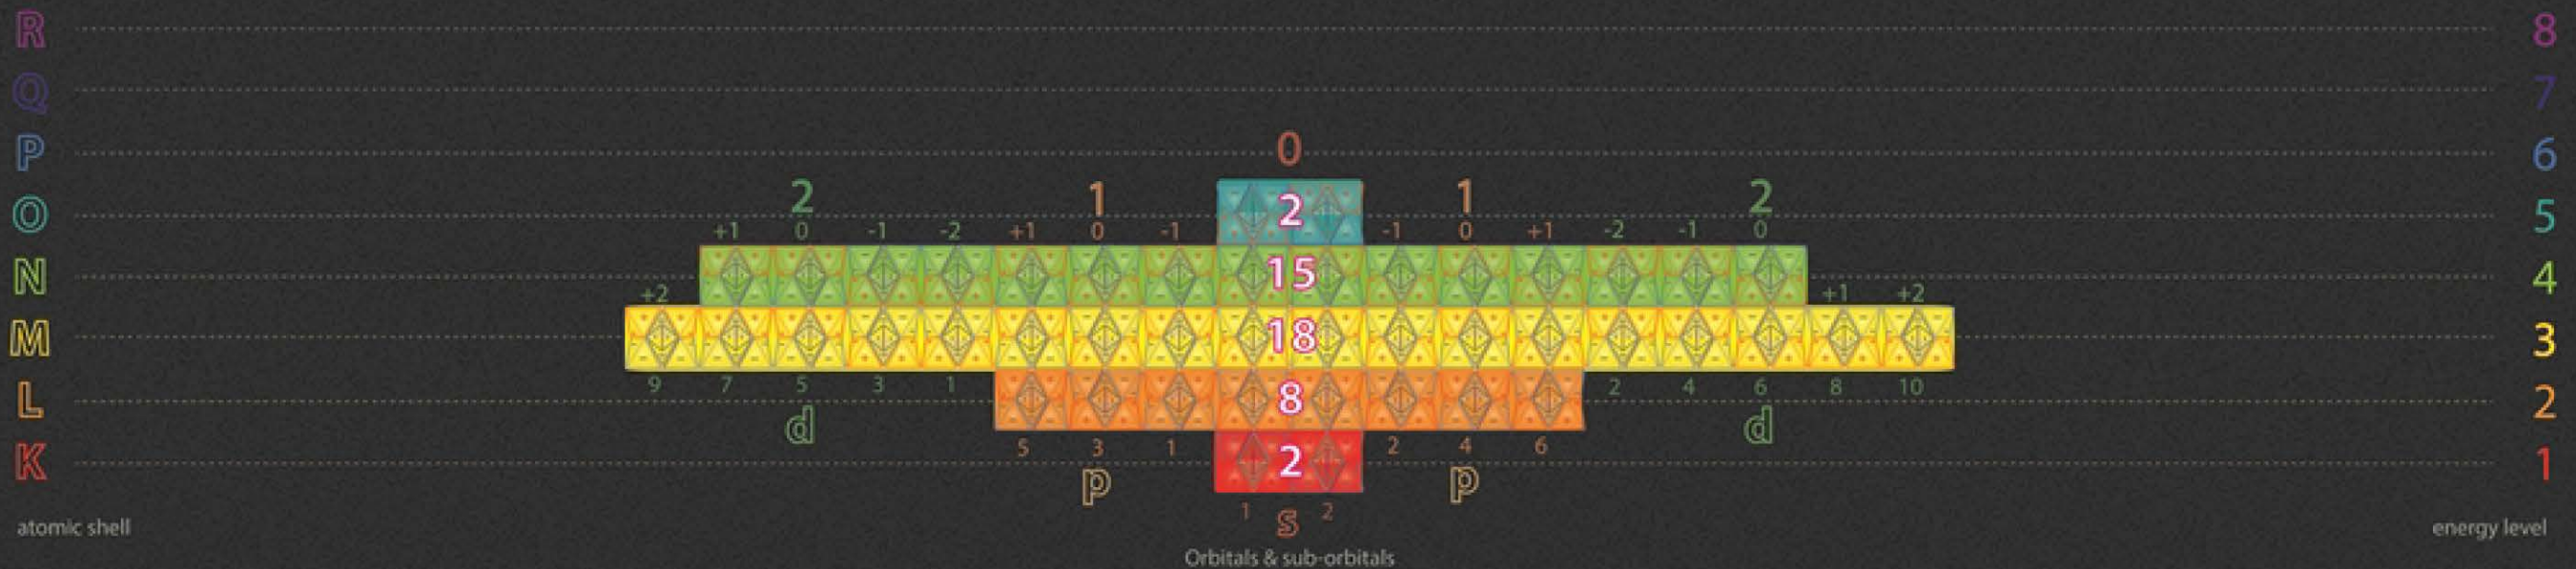 R 8
Q 7
0
P 6
2 1 2 1 2
O 5
+1 0 -1 -2 +1 0 -1 -1 0 +1 -2 -1 0
N 15 4
+2 +1 +2
M 18 3
9 7 5 3 1 2 4 6 8 10
L 8 2
d d
5 3 1 2 4 6
K 2 1
p p
1 s 2
atomic shell energy level
Orbitals & sub-orbitals